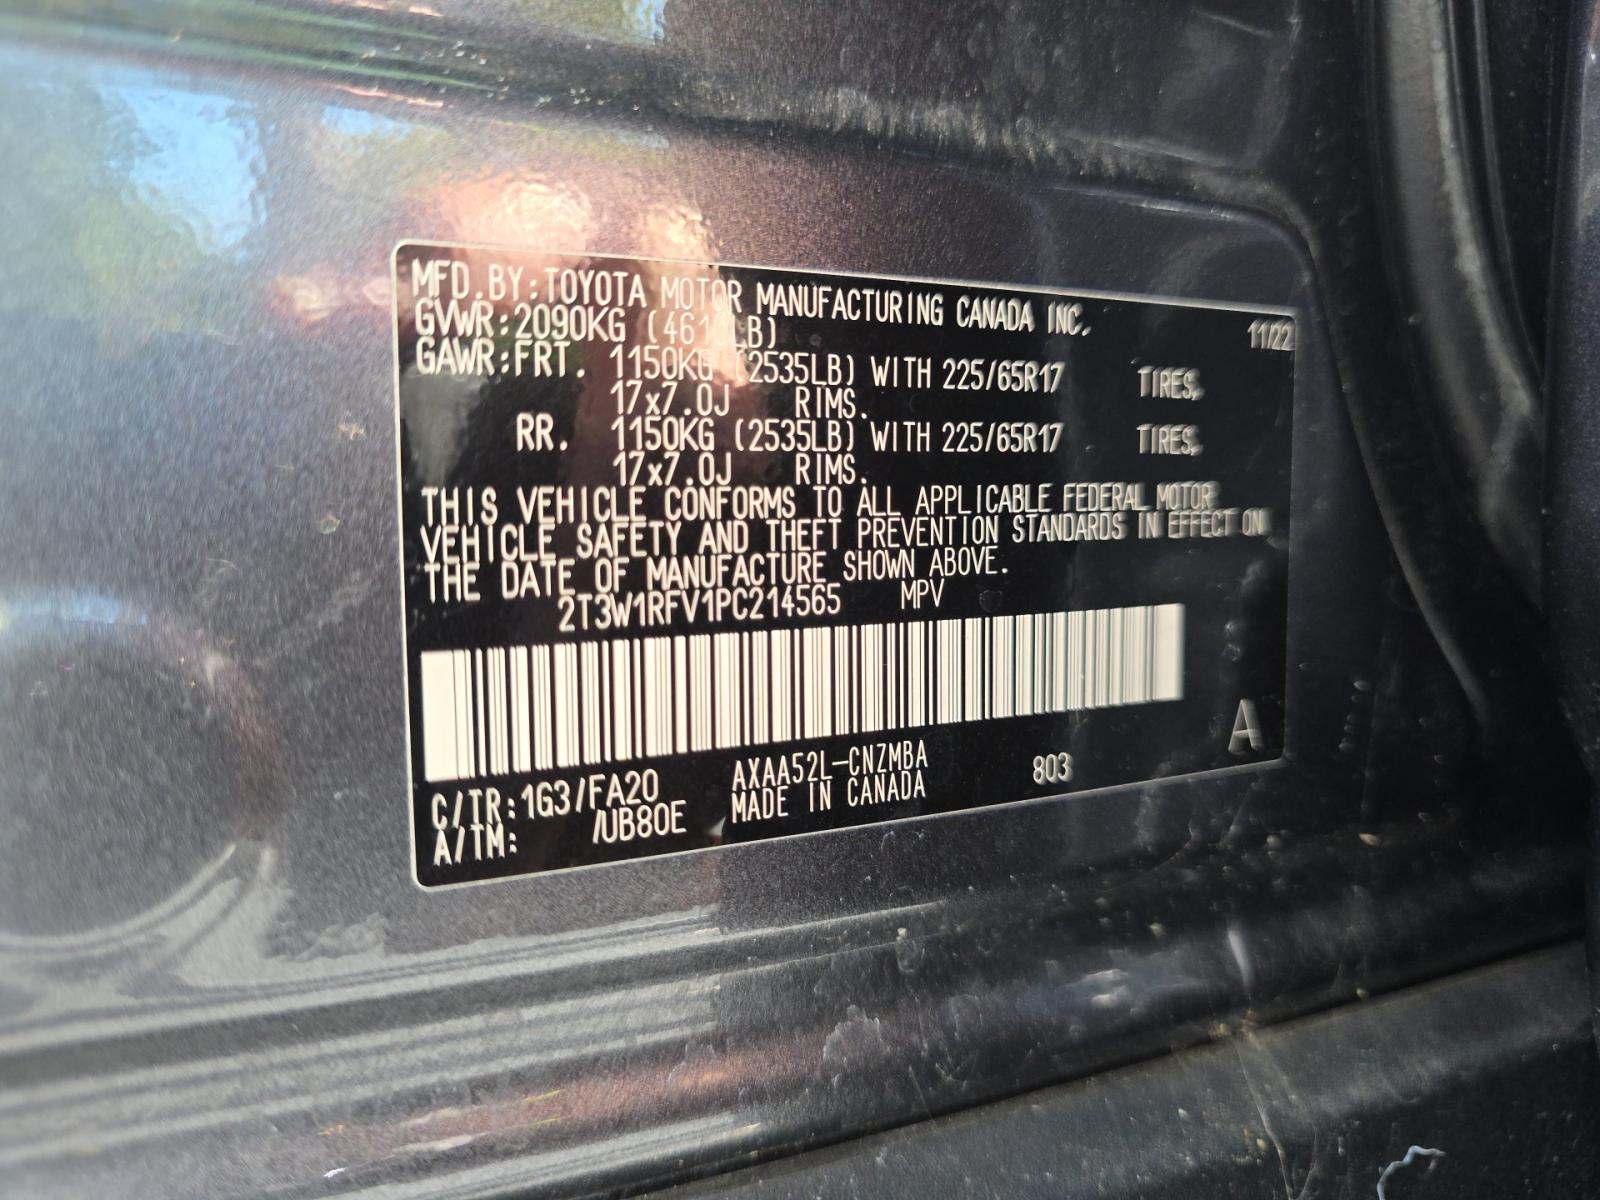 MFD.BY:TOYOTA MOTOR MANUFACTURING CANADA INC. 11/22
GVWR:2090KG
GAWR:FRT. 1150KG (2535LB) WITH 225/65R17 TIRES,
17x7.0J RIMS.
RR. 1150KG (2535LB) WITH 225/65R17 TIRES,
17x7.0J RIMS.
THIS VEHICLE CONFORMS TO ALL APPLICABLE FEDERAL MOTOR
VEHICLE SAFETY AND THEFT PREVENTION STANDARDS IN EFFECT ON
THE DATE OF MANUFACTURE SHOWN ABOVE.
2T3W1RFV1PC214565 MPV
A
C/TR:1G3/FA20 AXAA52L-CNZMBA 803
A/TM: /UB80E MADE IN CANADA